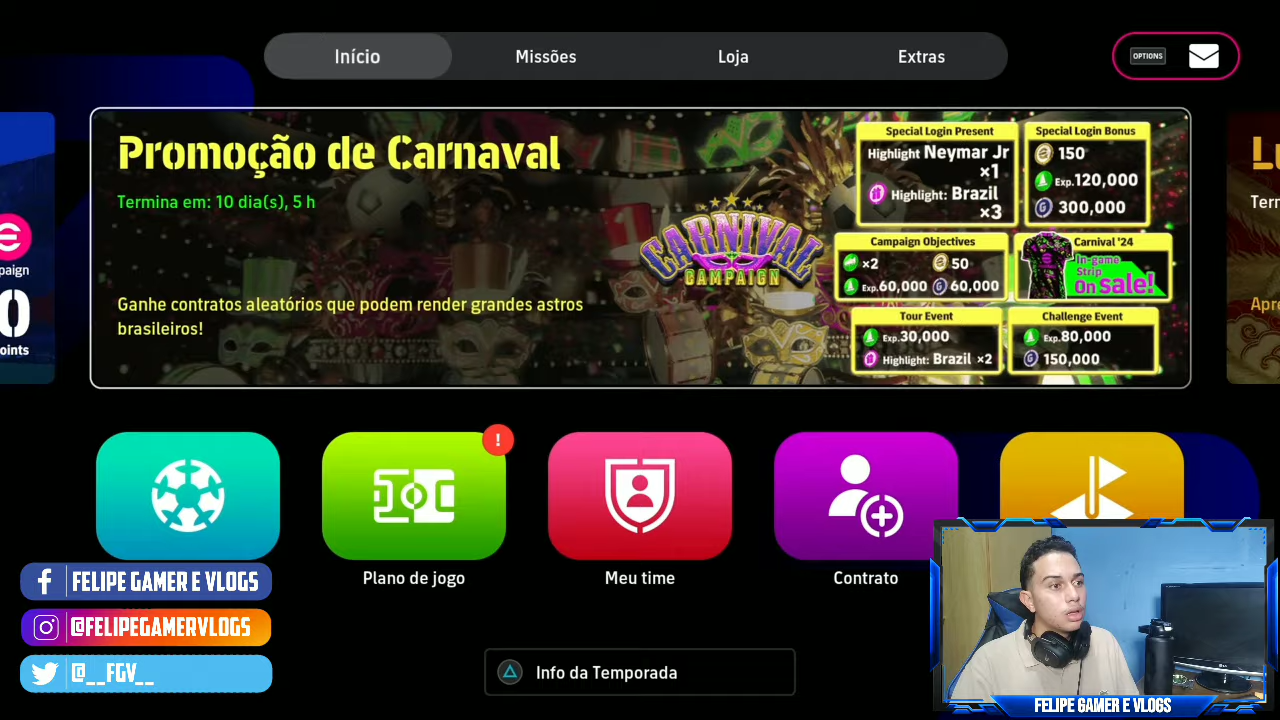 Início
Missões
Loja
Extras
OPTIONS
Promoção de Carnaval
Termina em: 10 dia(s), 5 h
Ganhe contratos aleatórios que podem render grandes astros
brasileiros!
CARNIVAL
CAMPAIGN
Special Login Present
Highlight Neymar Jr
×1
Highlight: Brazil
×3
Special Login Bonus
150
Exp.120,000
300,000
Campaign Objectives
×2
50
Exp.60,000
60,000
Carnival '24
In-game
Strip
On sale!
Tour Event
Exp.30,000
Highlight: Brazil ×2
Challenge Event
Exp.80,000
150,000
paign
0
oints
Ter
Apr
!
Plano de jogo
Meu time
Contrato
FELIPE GAMER E VLOGS
@FELIPEGAMERVLOGS
@__FGV__
Info da Temporada
FELIPE GAMER E VLOGS